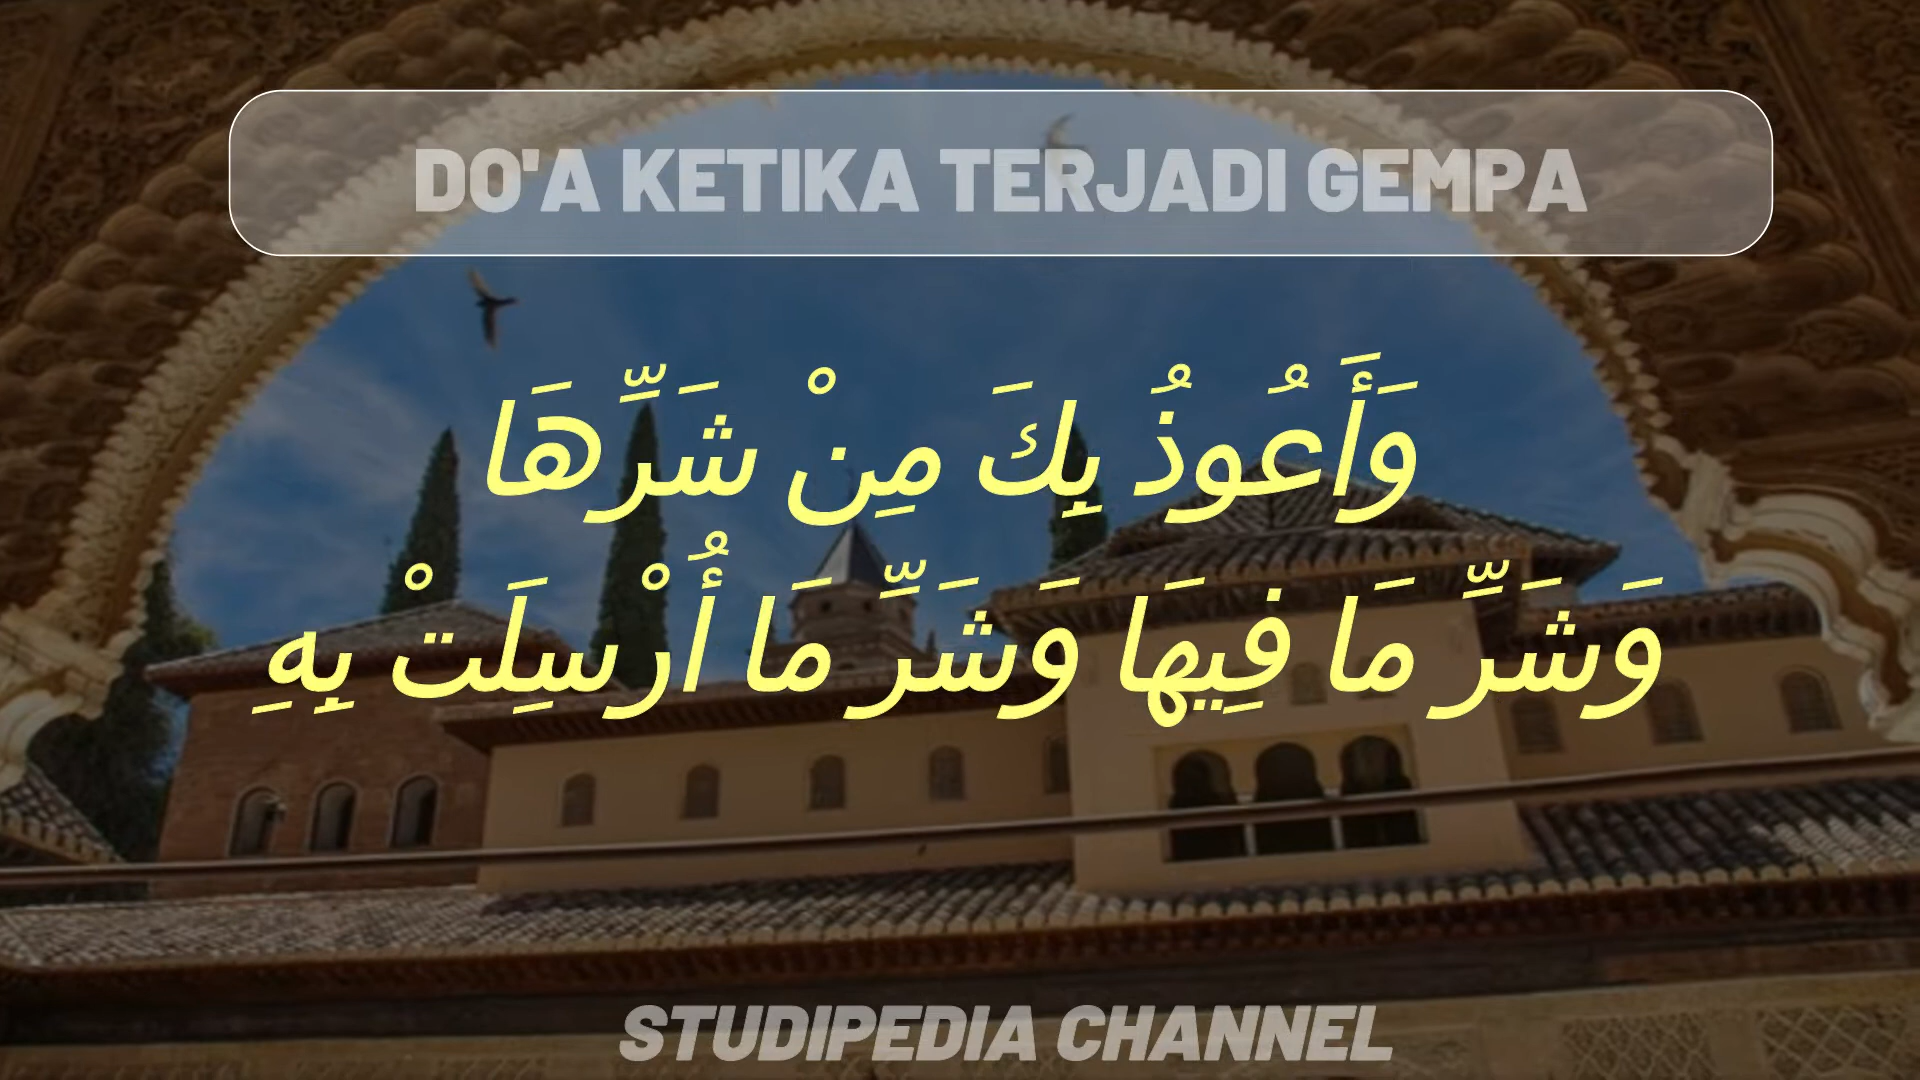 DO'A KETIKA TERJADI GEMPA
وَأَعُوذُ بِكَ مِنْ شَرِّهَا
وَشَرِّ مَا فِيهَا وَشَرِّ مَا أُرْسِلَتْ بِهِ
STUDIPEDIA CHANNEL